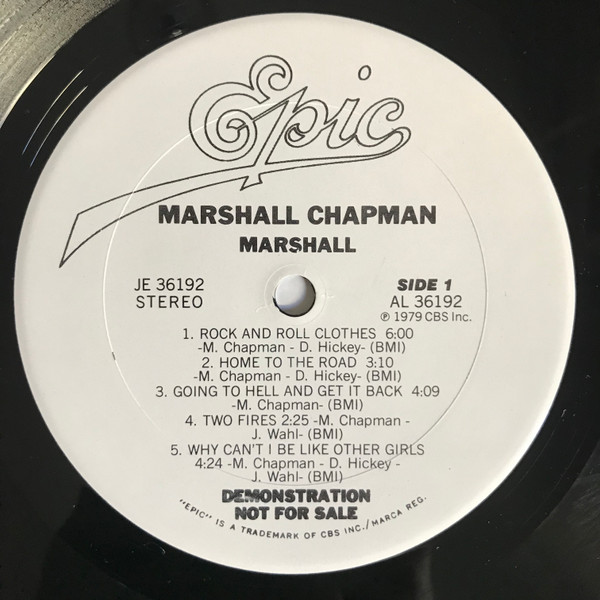 Epic
MARSHALL CHAPMAN
MARSHALL
JE 36192
STEREO
SIDE 1
AL 36192
℗ 1979 CBS Inc.
1. ROCK AND ROLL CLOTHES 6:00
-M. Chapman - D. Hickey- (BMI)
2. HOME TO THE ROAD 3:10
-M. Chapman - D. Hickey- (BMI)
3. GOING TO HELL AND GET IT BACK 4:09
-M. Chapman- (BMI)
4. TWO FIRES 2:25 -M. Chapman -
J. Wahl- (BMI)
5. WHY CAN'T I BE LIKE OTHER GIRLS
4:24 -M. Chapman - D. Hickey -
J. Wahl- (BMI)
DEMONSTRATION
NOT FOR SALE
"EPIC" IS A TRADEMARK OF CBS INC./MARCA REG.